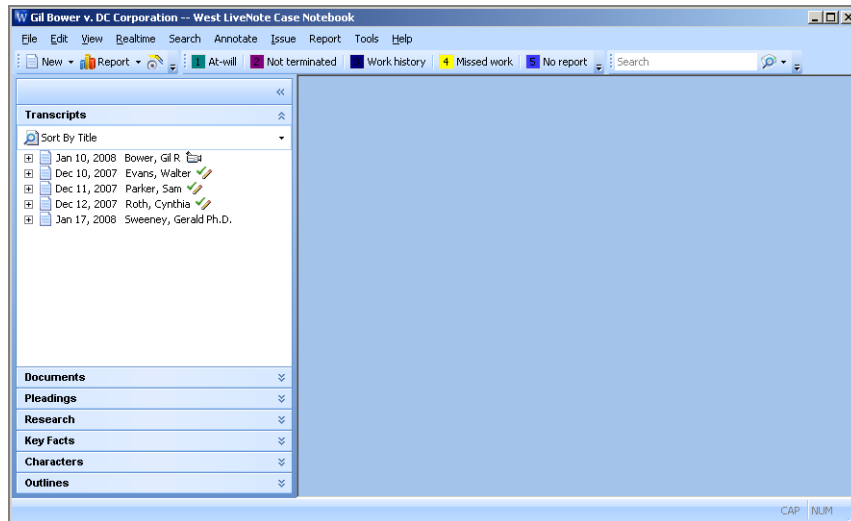 W Gil Bower v. DC Corporation -- West LiveNote Case Notebook
File Edit View Realtime Search Annotate Issue Report Tools Help
New Report 1 At-will 2 Not terminated 3 Work history 4 Missed work 5 No report Search
Transcripts
Sort By Title
Jan 10, 2008 Bower, Gil R
Dec 10, 2007 Evans, Walter
Dec 11, 2007 Parker, Sam
Dec 12, 2007 Roth, Cynthia
Jan 17, 2008 Sweeney, Gerald Ph.D.
Documents
Pleadings
Research
Key Facts
Characters
Outlines
CAP NUM